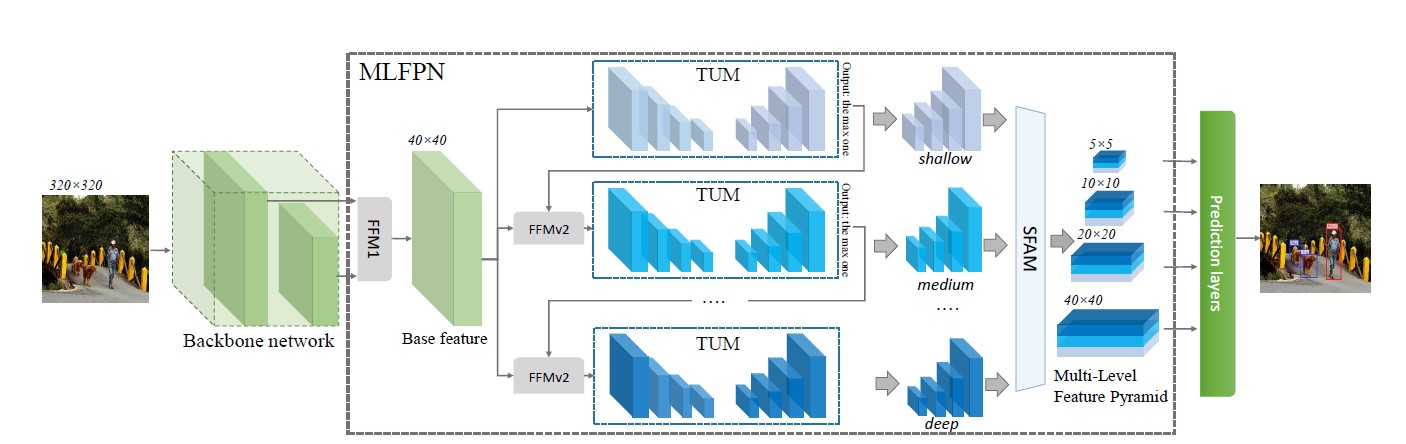 MLFPN
320×320
Backbone network
FFM1
40×40
Base feature
TUM
Output: the max one
shallow
FFMv2
TUM
Output: the max one
medium
....
....
FFMv2
TUM
deep
SFAM
5×5
10×10
20×20
40×40
Multi-Level
Feature Pyramid
Prediction layers